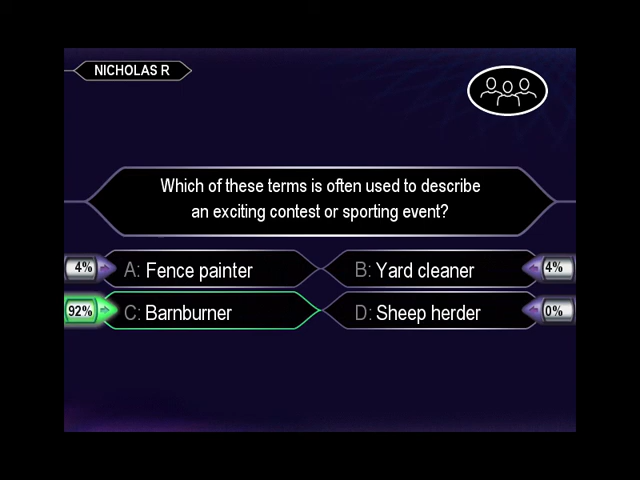 NICHOLAS R
Which of these terms is often used to describe
an exciting contest or sporting event?
4% A: Fence painter
B: Yard cleaner 4%
92% C: Barnburner
D: Sheep herder 0%